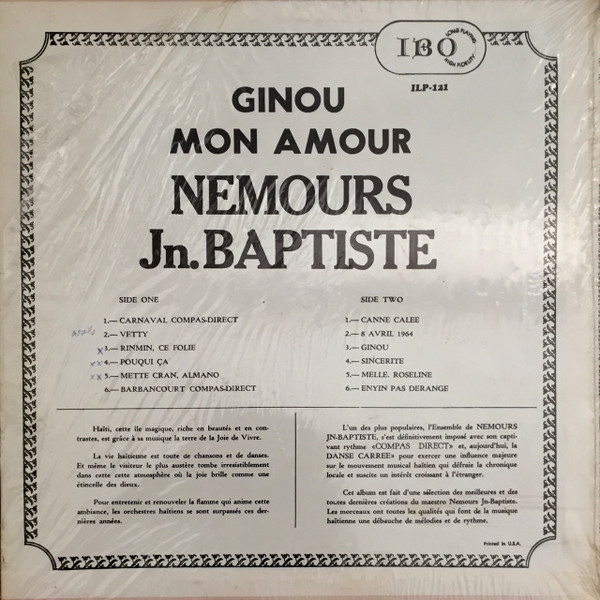 IBO
LONG PLAYING
HIGH FIDELITY
ILP-121
GINOU
MON AMOUR
NEMOURS
Jn.BAPTISTE
SIDE ONE
1.— CARNAVAL COMPAS-DIRECT
2.— VETTY
x 3.— RINMIN, CE FOLIE
xx 4.— POUQUI ÇA
xx 5.— METTE CRAN, ALMANO
6.— BARBANCOURT COMPAS-DIRECT
SIDE TWO
1.— CANNE CALEE
2.— 8 AVRIL 1964
3.— GINOU
4.— SINCERITE
5.— MELLE. ROSELINE
6.— ENYIN PAS DERANGE
Haïti, cette île magique, riche en beautés et en con-
trastes, est grâce à sa musique la terre de la Joie de Vivre.
La vie haïtienne est toute de chansons et de danses.
Et même le visiteur le plus austère tombe irresistiblement
dans cette cette atmosphère où la joie brille comme une
étincelle des dieux.
Pour entretenir et renouveler la flamme qui anime cette
ambiance, les orchestres haïtiens se sont surpassés ces der-
nières années.
L'un des plus populaires, l'Ensemble de NEMOURS
JN-BAPTISTE, s'est définitivement imposé avec son capti-
vant rythme «COMPAS DIRECT» et, aujourd'hui, la
DANSE CARREE» pour exercer une influence majeure
sur le mouvement musical haïtien qui défraie la chronique
locale et suscite un intérêt croissant à l'étranger.
Cet album est fait d'une sélection des meilleures et des
toutes dernières créations du maestro Nemours Jn-Baptiste.
Les morceaux ont toutes les qualités qui font de la musique
haïtienne une débauche de mélodies et de rythme.
Printed in U.S.A.